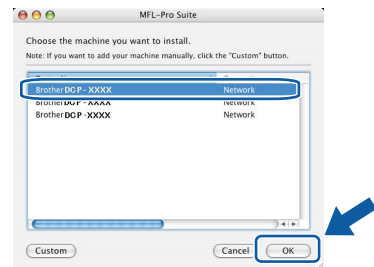 MFL-Pro Suite
Choose the machine you want to install.
Note: If you want to add your machine manually, click the "Custom" button.
Brother DCP-XXXX Network
Brother DCP-XXXX Network
Brother DCP-XXXX Network
Custom Cancel OK